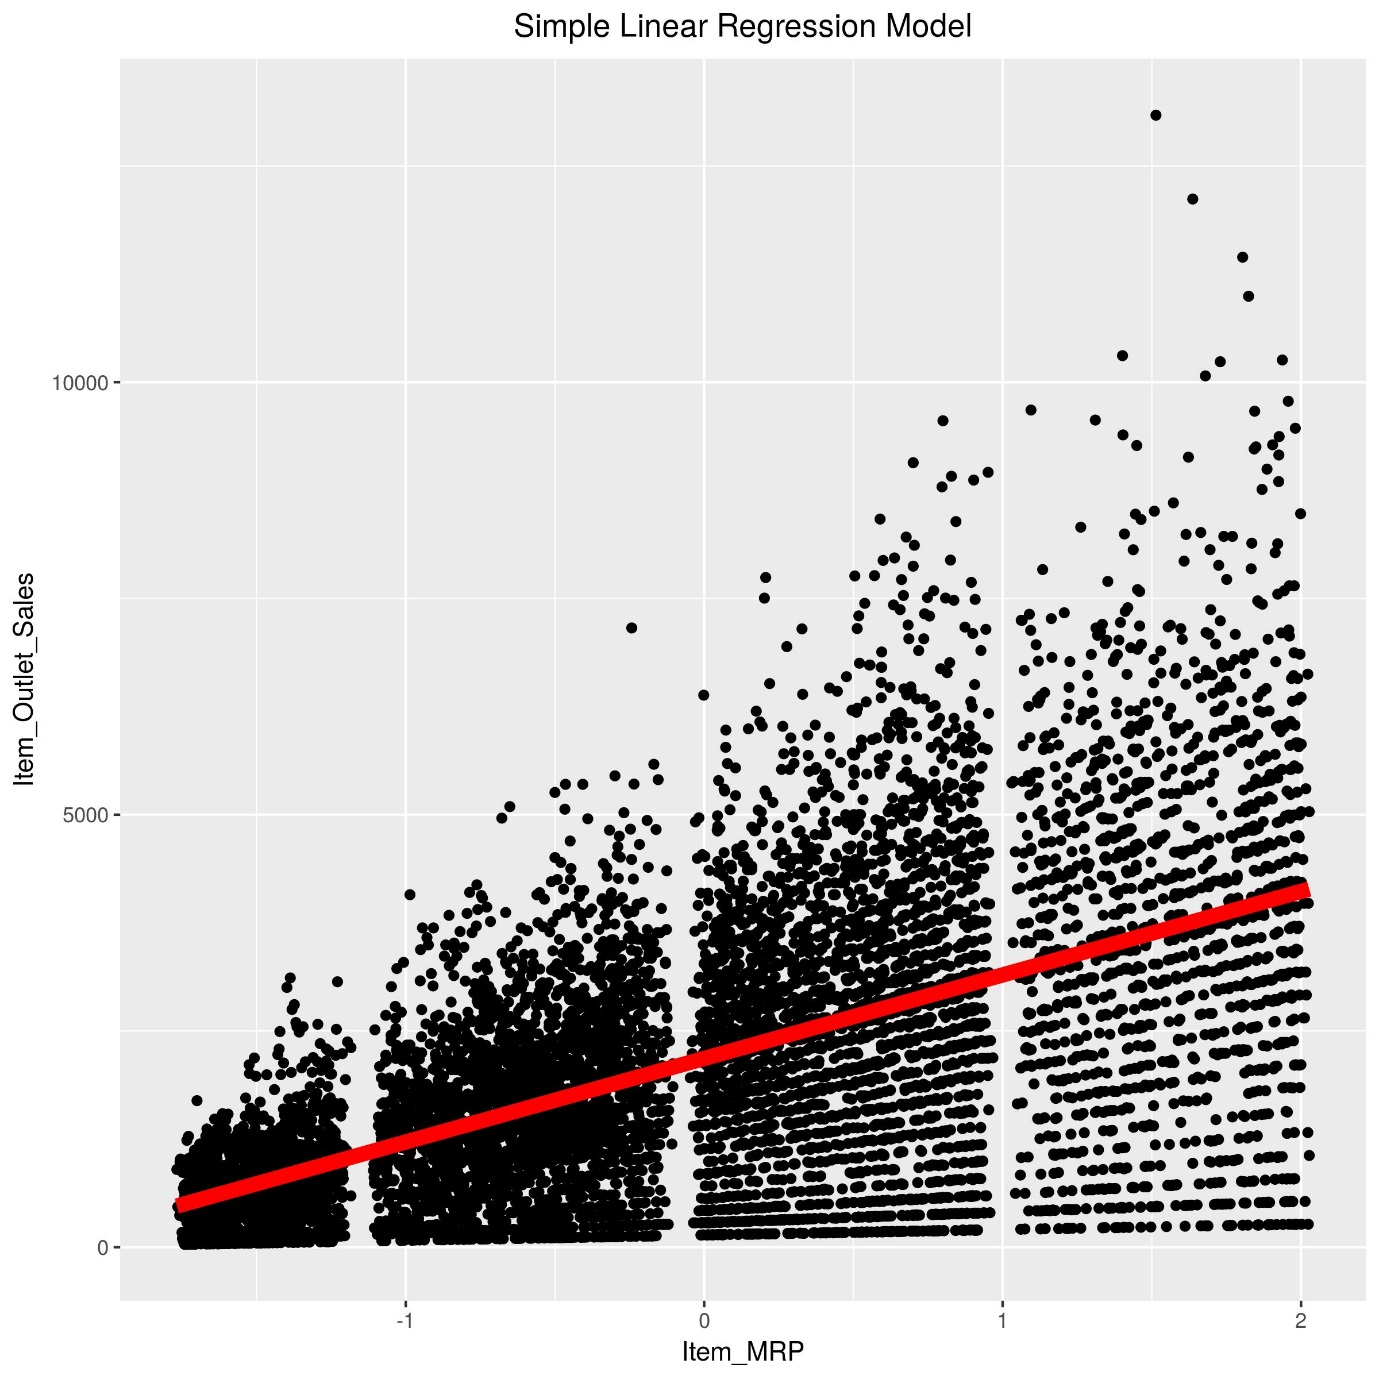 Simple Linear Regression Model
Item_Outlet_Sales
10000
5000
0
-1
0
1
2
Item_MRP